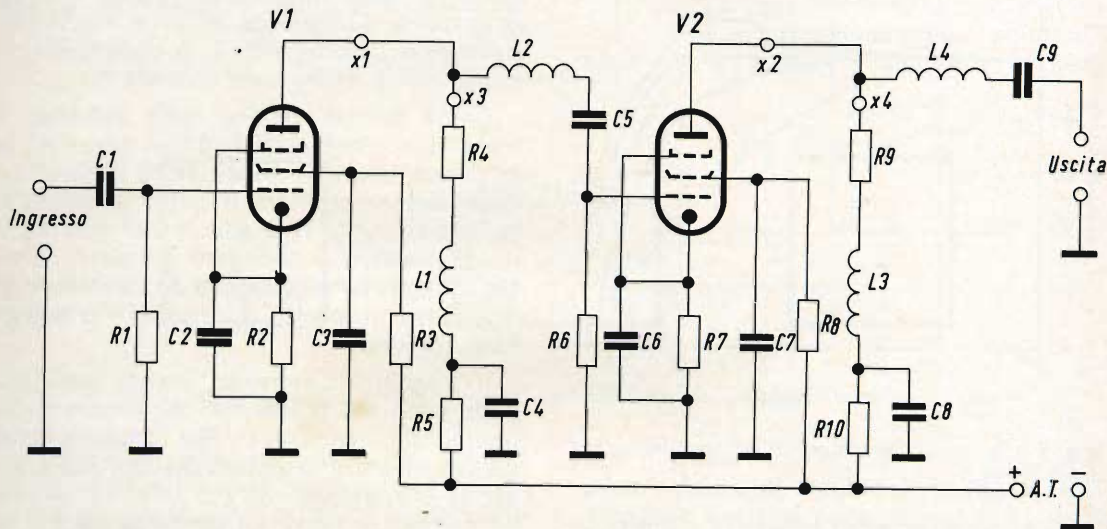 V1
V2
x1
L2
x2
L4
C9
x3
x4
C5
R4
R9
C1
Uscita
Ingresso
L1
L3
R1
C2
R2
C3
R3
R6
C6
R7
C7
R8
R5
C4
R10
C8
+ A.T. -